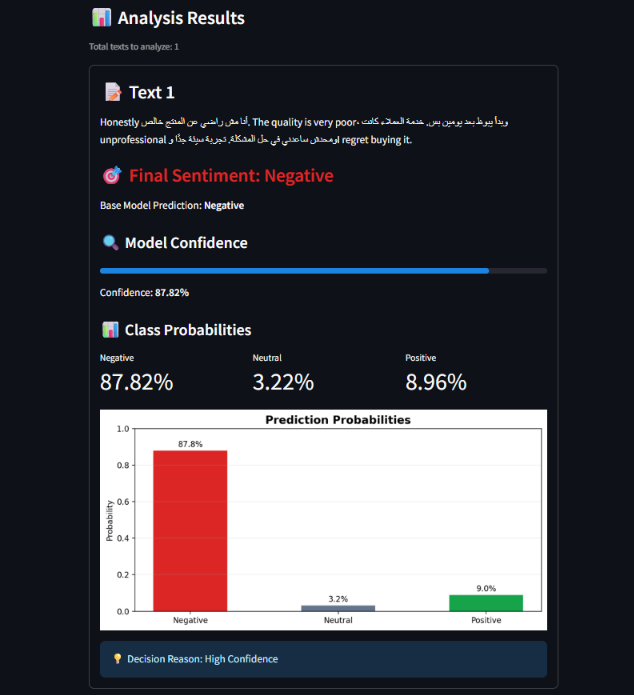 Analysis Results
Total texts to analyze: 1
Text 1
Honestly أنا مش راضي عن المنتج خالص. The quality is very poor، وبدأ يبوظ بعد يومين بس. خدمة العملاء كانت
unprofessional ومحدش ساعدني في حل المشكلة. تجربة سيئة جدًا و I regret buying it.
Final Sentiment: Negative
Base Model Prediction: Negative
Model Confidence
Confidence: 87.82%
Class Probabilities
Negative Neutral Positive
87.82% 3.22% 8.96%
Prediction Probabilities
1.0
87.8%
0.8
0.6
Probability
0.4
0.2
9.0%
3.2%
0.0
Negative Neutral Positive
Decision Reason: High Confidence